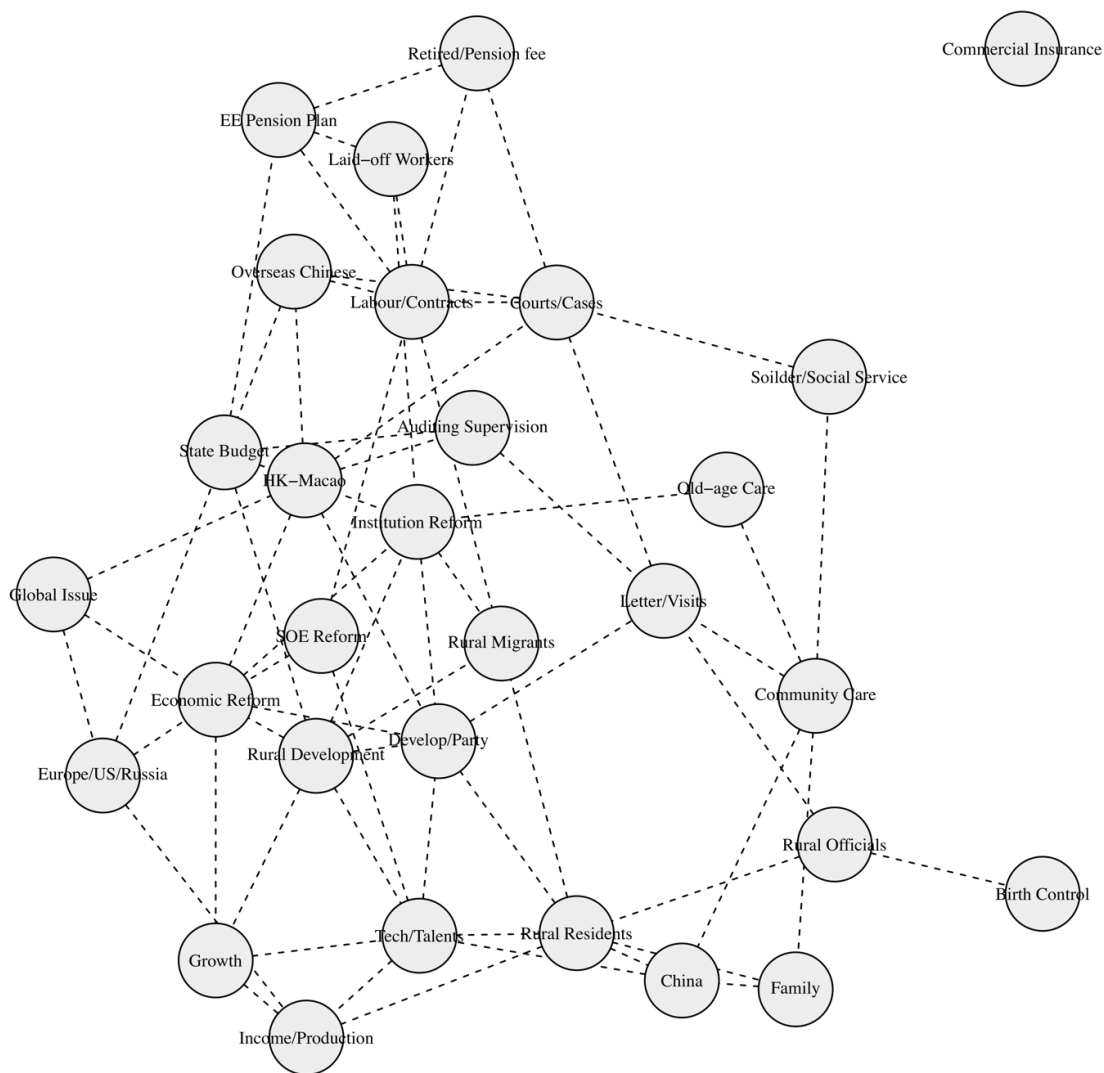 Commercial Insurance
Retired/Pension fee
EE Pension Plan
Laid−off Workers
Overseas Chinese
Labour/Contracts
Courts/Cases
Soilder/Social Service
Auditing Supervision
State Budget
HK−Macao
Old−age Care
Institution Reform
Global Issue
Letter/Visits
SOE Reform
Rural Migrants
Economic Reform
Community Care
Develop/Party
Rural Development
Europe/US/Russia
Rural Officials
Birth Control
Rural Residents
Tech/Talents
Growth
China
Family
Income/Production